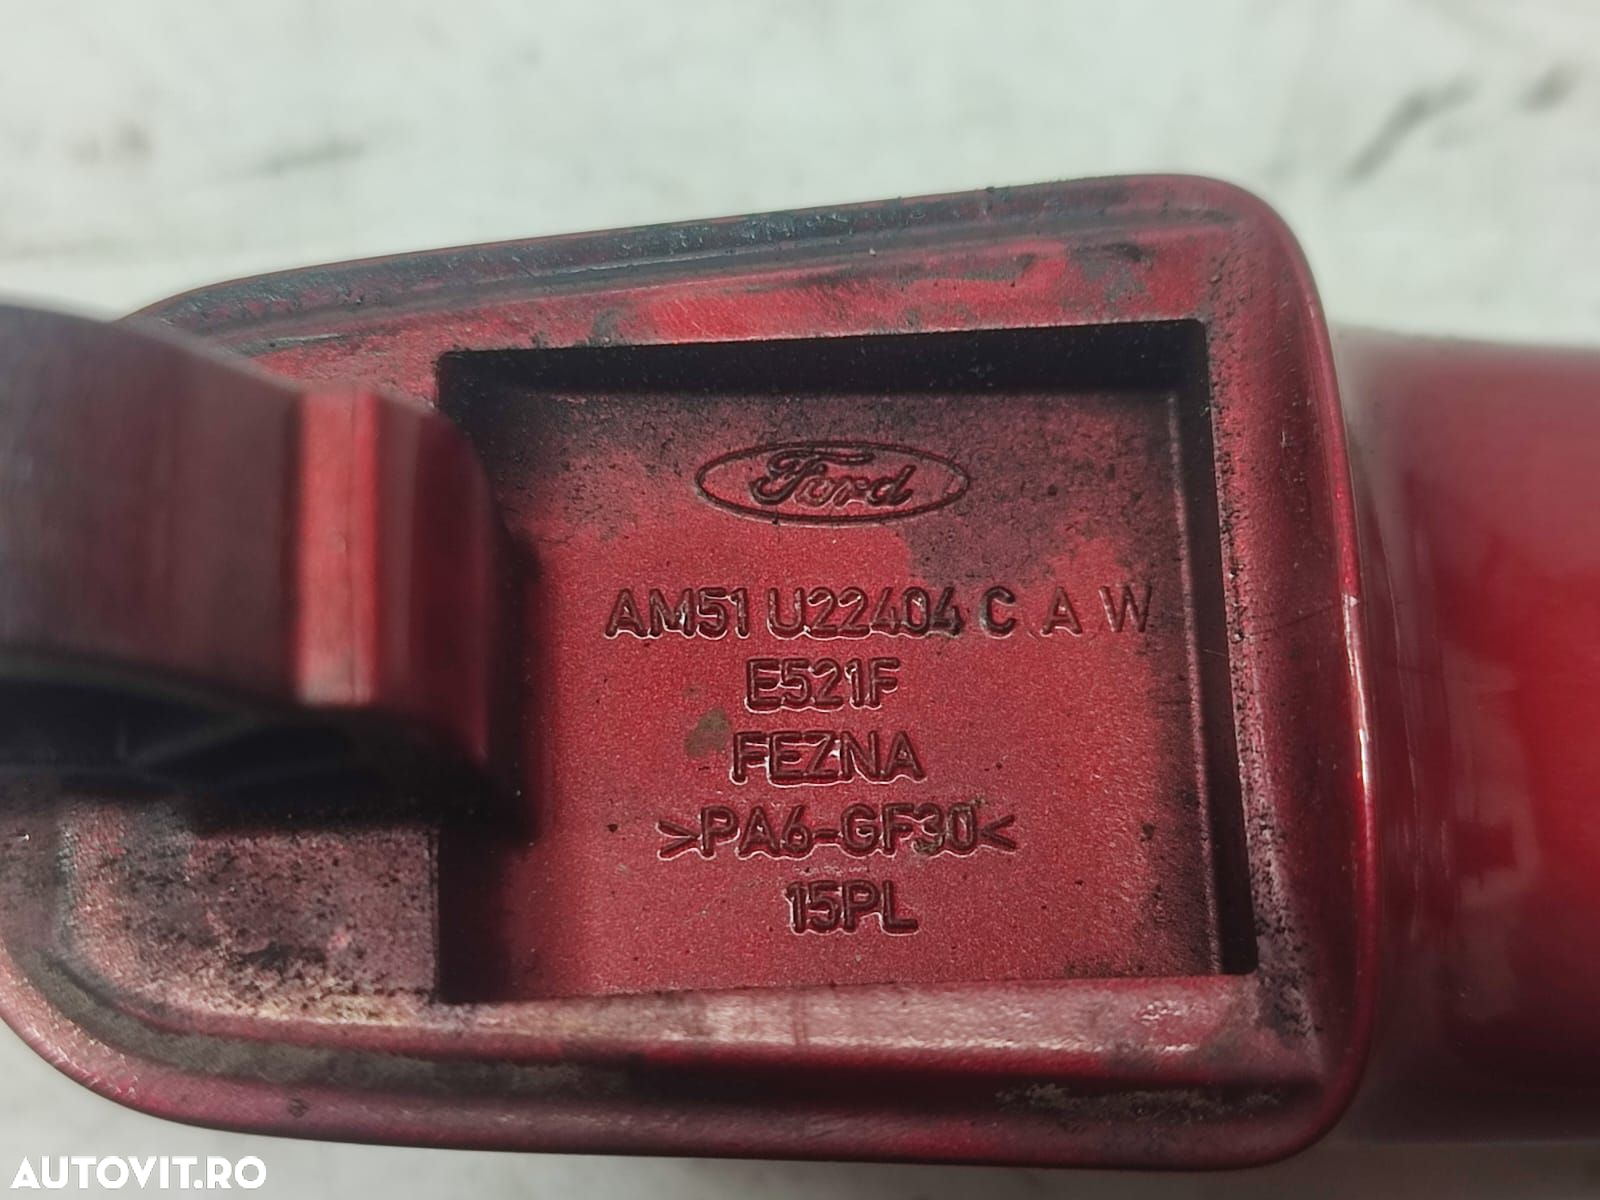 Ford
AM51 U22404 C A W
E521F
FEZNA
>PA6-GF30<
15PL
AUTOVIT.RO